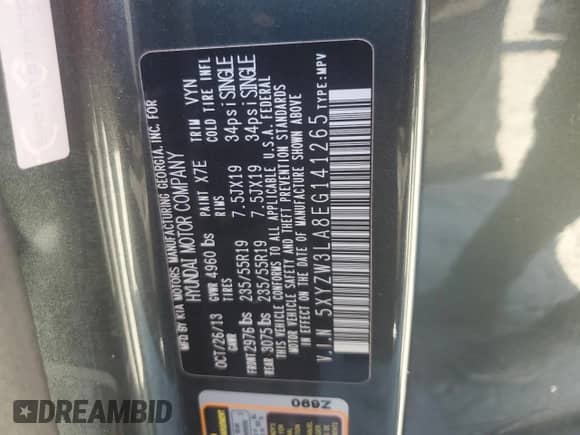 MFD BY KIA MOTORS MANUFACTURING GEORGIA, INC. FOR
HYUNDAI MOTOR COMPANY
OCT/26/13 GVWR 4960 lbs PAINT X7E TRIM VYN
GAWR TIRES RIMS COLD TIRE INFL
FRONT 2976 lbs 235/55R19 7.5JX19 34psi SINGLE
REAR 3075 lbs 235/55R19 7.5JX19 34psi SINGLE
THIS VEHICLE CONFORMS TO ALL APPLICABLE U.S.A. FEDERAL
MOTOR VEHICLE SAFETY AND THEFT PREVENTION STANDARDS
IN EFFECT ON THE DATE OF MANUFACTURE SHOWN ABOVE
V.I.N 5XYZW3LA8EG141265 TYPE:MPV
0692
DREAMBID